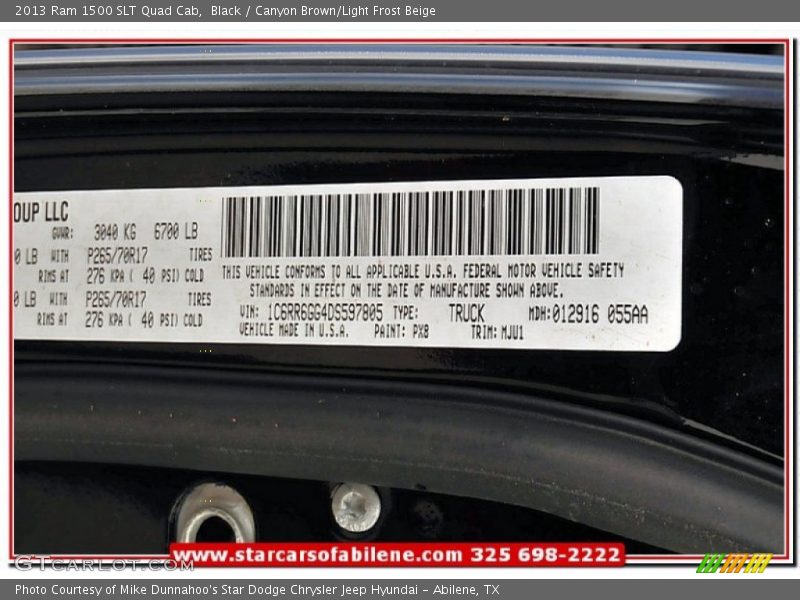 2013 Ram 1500 SLT Quad Cab, Black / Canyon Brown/Light Frost Beige
OUP LLC
GVWR: 3040 KG 6700 LB
0 LB WITH P265/70R17 TIRES
RIMS AT 276 KPA ( 40 PSI) COLD
0 LB WITH P265/70R17 TIRES
RIMS AT 276 KPA ( 40 PSI) COLD
THIS VEHICLE CONFORMS TO ALL APPLICABLE U.S.A. FEDERAL MOTOR VEHICLE SAFETY
STANDARDS IN EFFECT ON THE DATE OF MANUFACTURE SHOWN ABOVE.
VIN: 1C6RR6GG4DS597805 TYPE: TRUCK MDH:012916 055AA
VEHICLE MADE IN U.S.A. PAINT: PX8 TRIM: MJU1
www.starcarsofabilene.com 325 698-2222
GTcarlot.com
Photo Courtesy of Mike Dunnahoo's Star Dodge Chrysler Jeep Hyundai - Abilene, TX